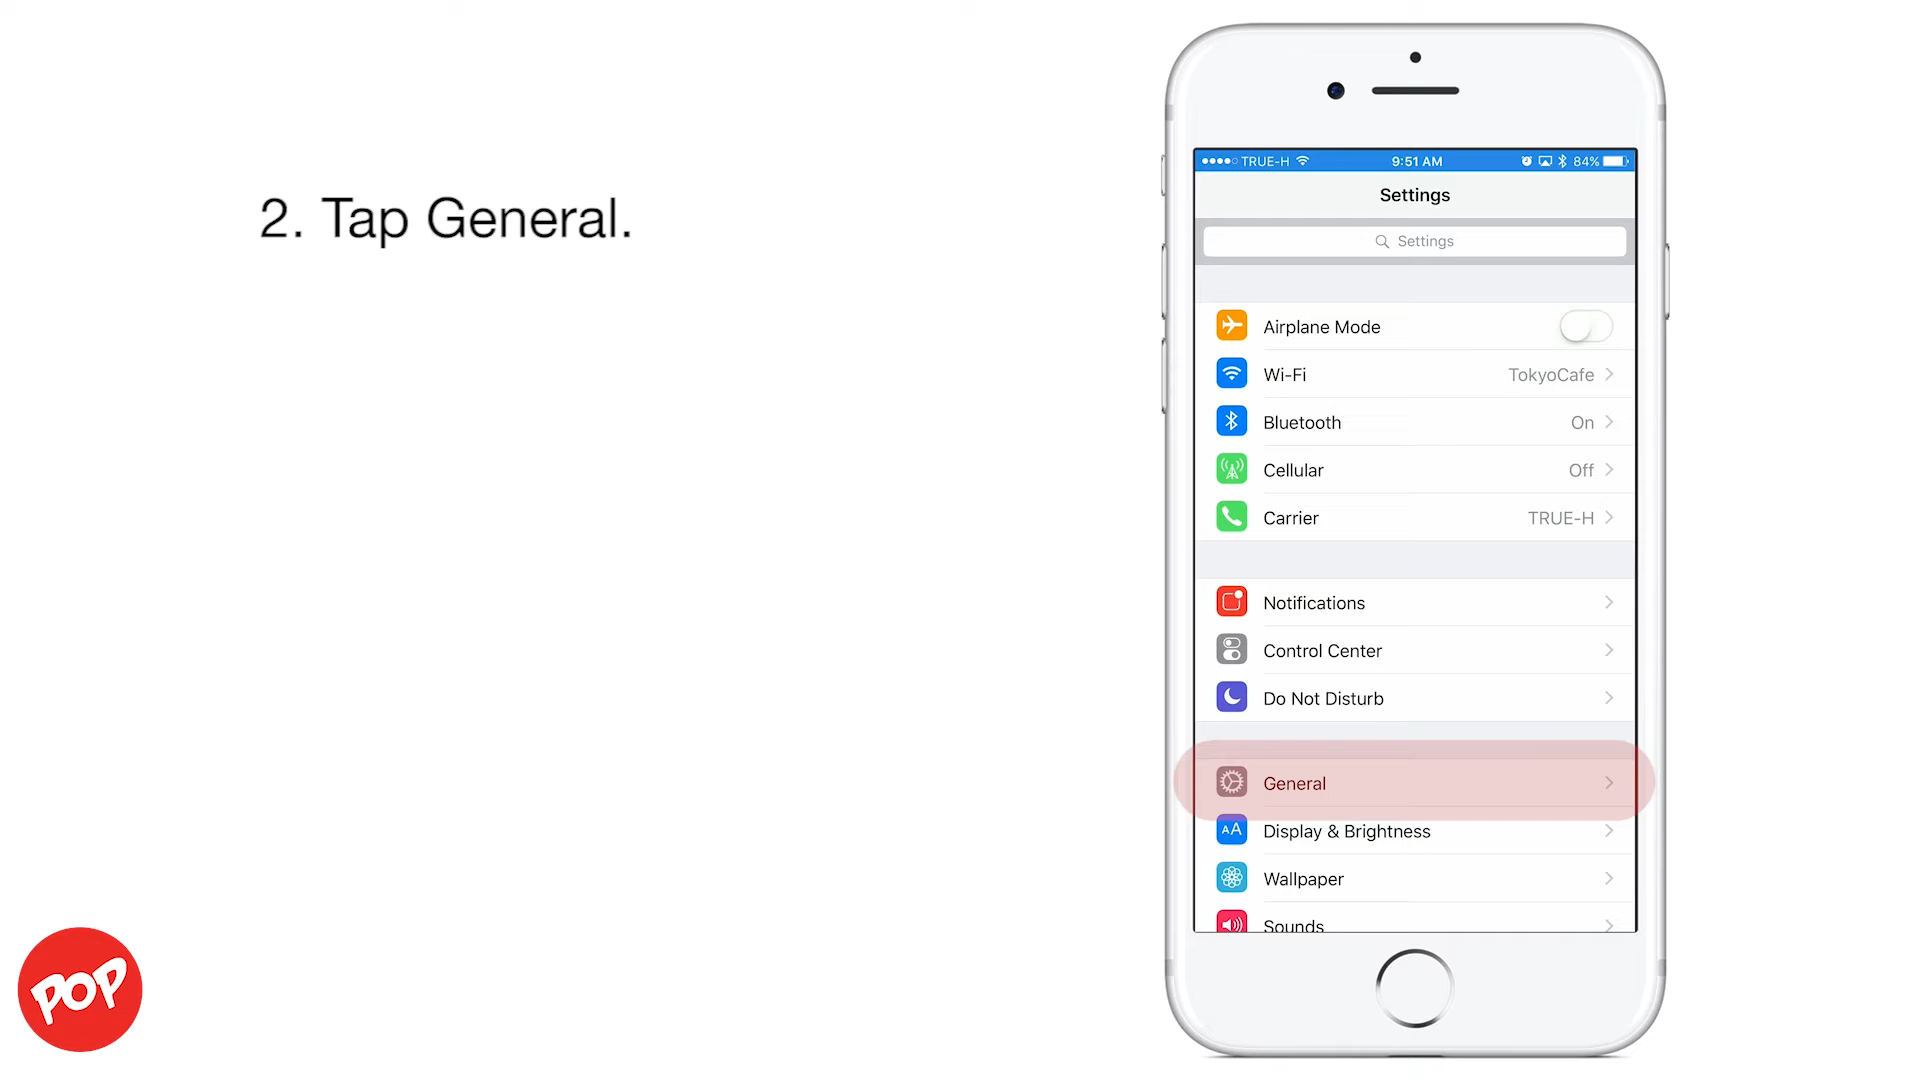 2. Tap General.
TRUE-H 9:51 AM 84%
Settings
Settings
Airplane Mode
Wi-Fi TokyoCafe
Bluetooth On
Cellular Off
Carrier TRUE-H
Notifications
Control Center
Do Not Disturb
General
AA Display & Brightness
Wallpaper
Sounds
POP